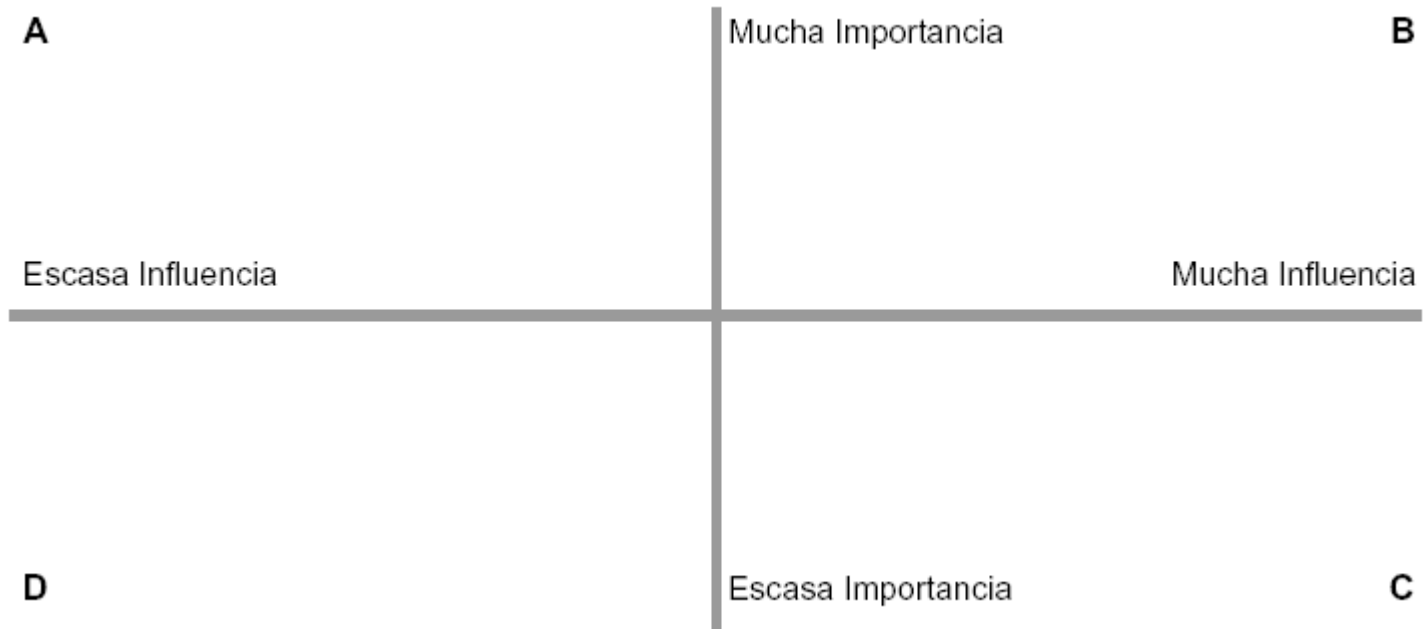 A
Mucha Importancia
B
Escasa Influencia
Mucha Influencia
D
Escasa Importancia
C